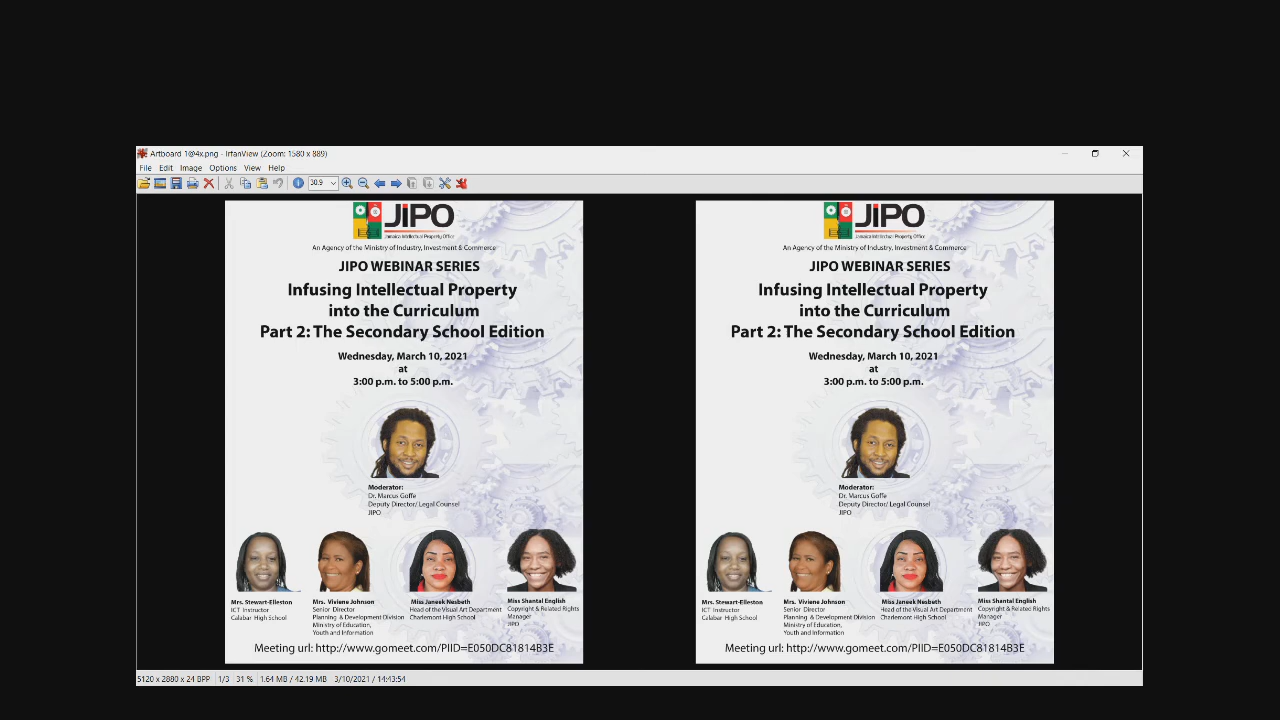 Artboard 1@4x.png - IrfanView (Zoom: 1580 x 889)
File Edit Image Options View Help
30.9
JIPO
Jamaica Intellectual Property Office
An Agency of the Ministry of Industry, Investment & Commerce
JIPO WEBINAR SERIES
Infusing Intellectual Property
into the Curriculum
Part 2: The Secondary School Edition
Wednesday, March 10, 2021
at
3:00 p.m. to 5:00 p.m.
Moderator:
Dr. Marcus Goffe
Deputy Director/ Legal Counsel
JIPO
Mrs. Stewart-Elleston
ICT Instructor
Calabar High School
Mrs. Viviene Johnson
Senior Director
Planning & Development Division
Ministry of Education,
Youth and Information
Miss Janeek Nesbeth
Head of the Visual Art Department
Charlemont High School
Miss Shantal English
Copyright & Related Rights
Manager
JIPO
Meeting url: http://www.gomeet.com/PIID=E050DC81814B3E
JIPO
Jamaica Intellectual Property Office
An Agency of the Ministry of Industry, Investment & Commerce
JIPO WEBINAR SERIES
Infusing Intellectual Property
into the Curriculum
Part 2: The Secondary School Edition
Wednesday, March 10, 2021
at
3:00 p.m. to 5:00 p.m.
Moderator:
Dr. Marcus Goffe
Deputy Director/ Legal Counsel
JIPO
Mrs. Stewart-Elleston
ICT Instructor
Calabar High School
Mrs. Viviene Johnson
Senior Director
Planning & Development Division
Ministry of Education,
Youth and Information
Miss Janeek Nesbeth
Head of the Visual Art Department
Charlemont High School
Miss Shantal English
Copyright & Related Rights
Manager
JIPO
Meeting url: http://www.gomeet.com/PIID=E050DC81814B3E
5120 x 2880 x 24 BPP 1/3 31 % 1.64 MB / 42.19 MB 3/10/2021 / 14:43:54